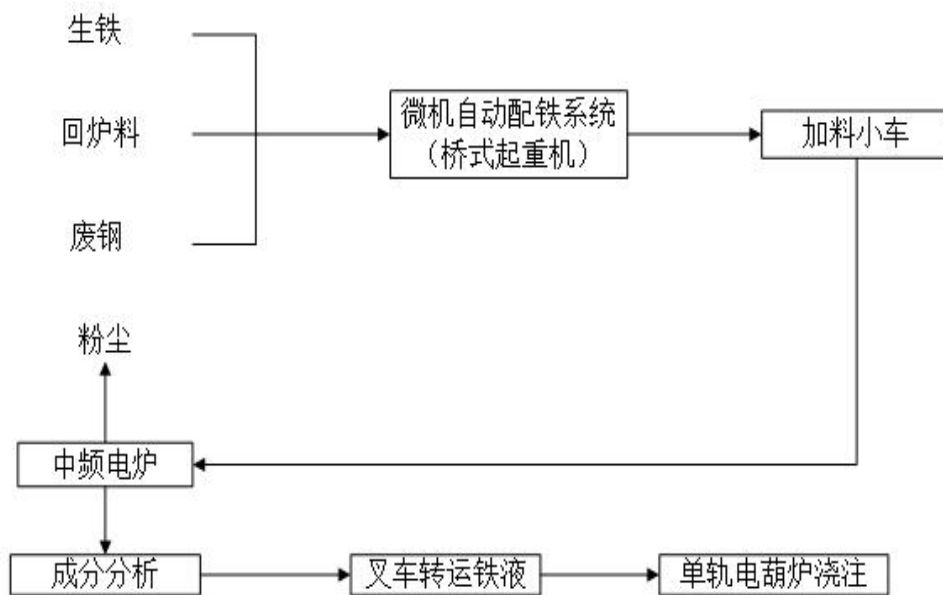 生铁
回炉料
废钢
微机自动配铁系统
（桥式起重机）
加料小车
粉尘
中频电炉
成分分析
叉车转运铁液
单轨电葫炉浇注